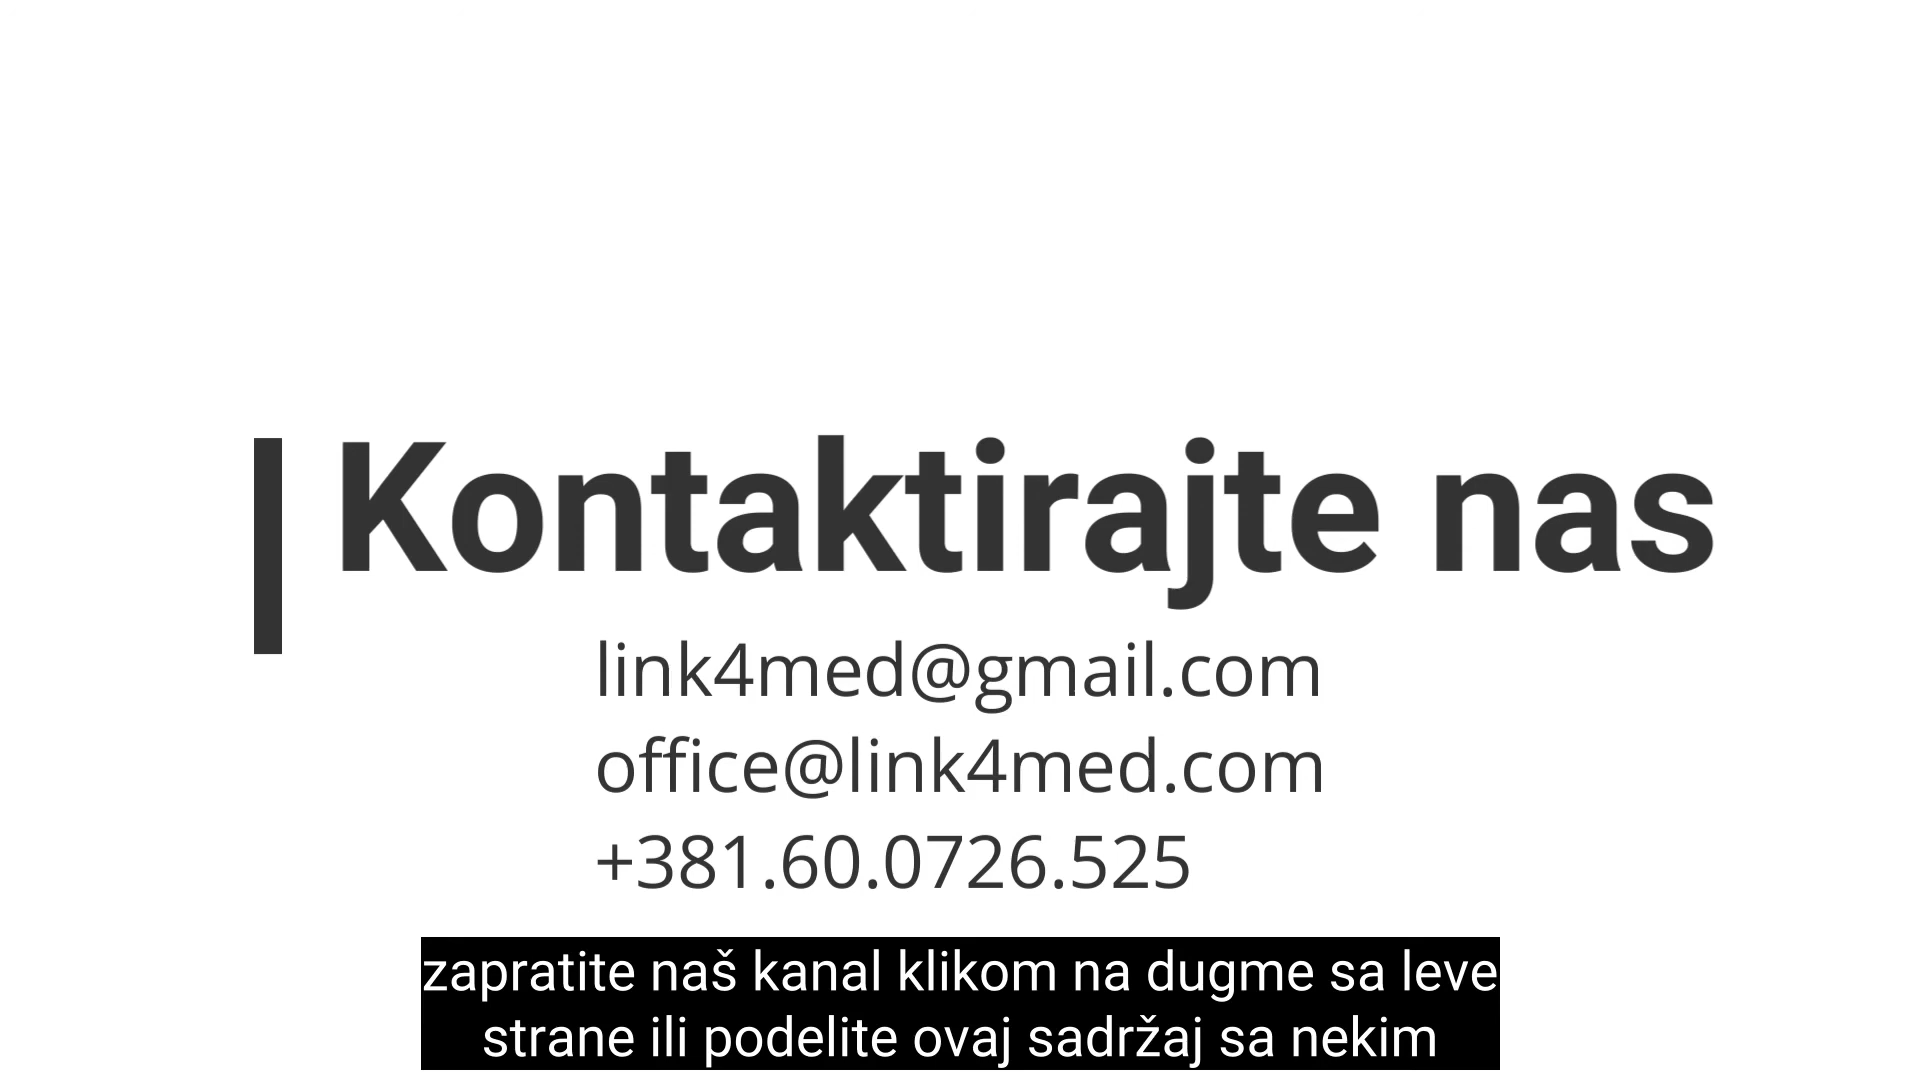 Kontaktirajte nas
link4med@gmail.com
office@link4med.com
+381.60.0726.525
zapratite naš kanal klikom na dugme sa leve
strane ili podelite ovaj sadržaj sa nekim